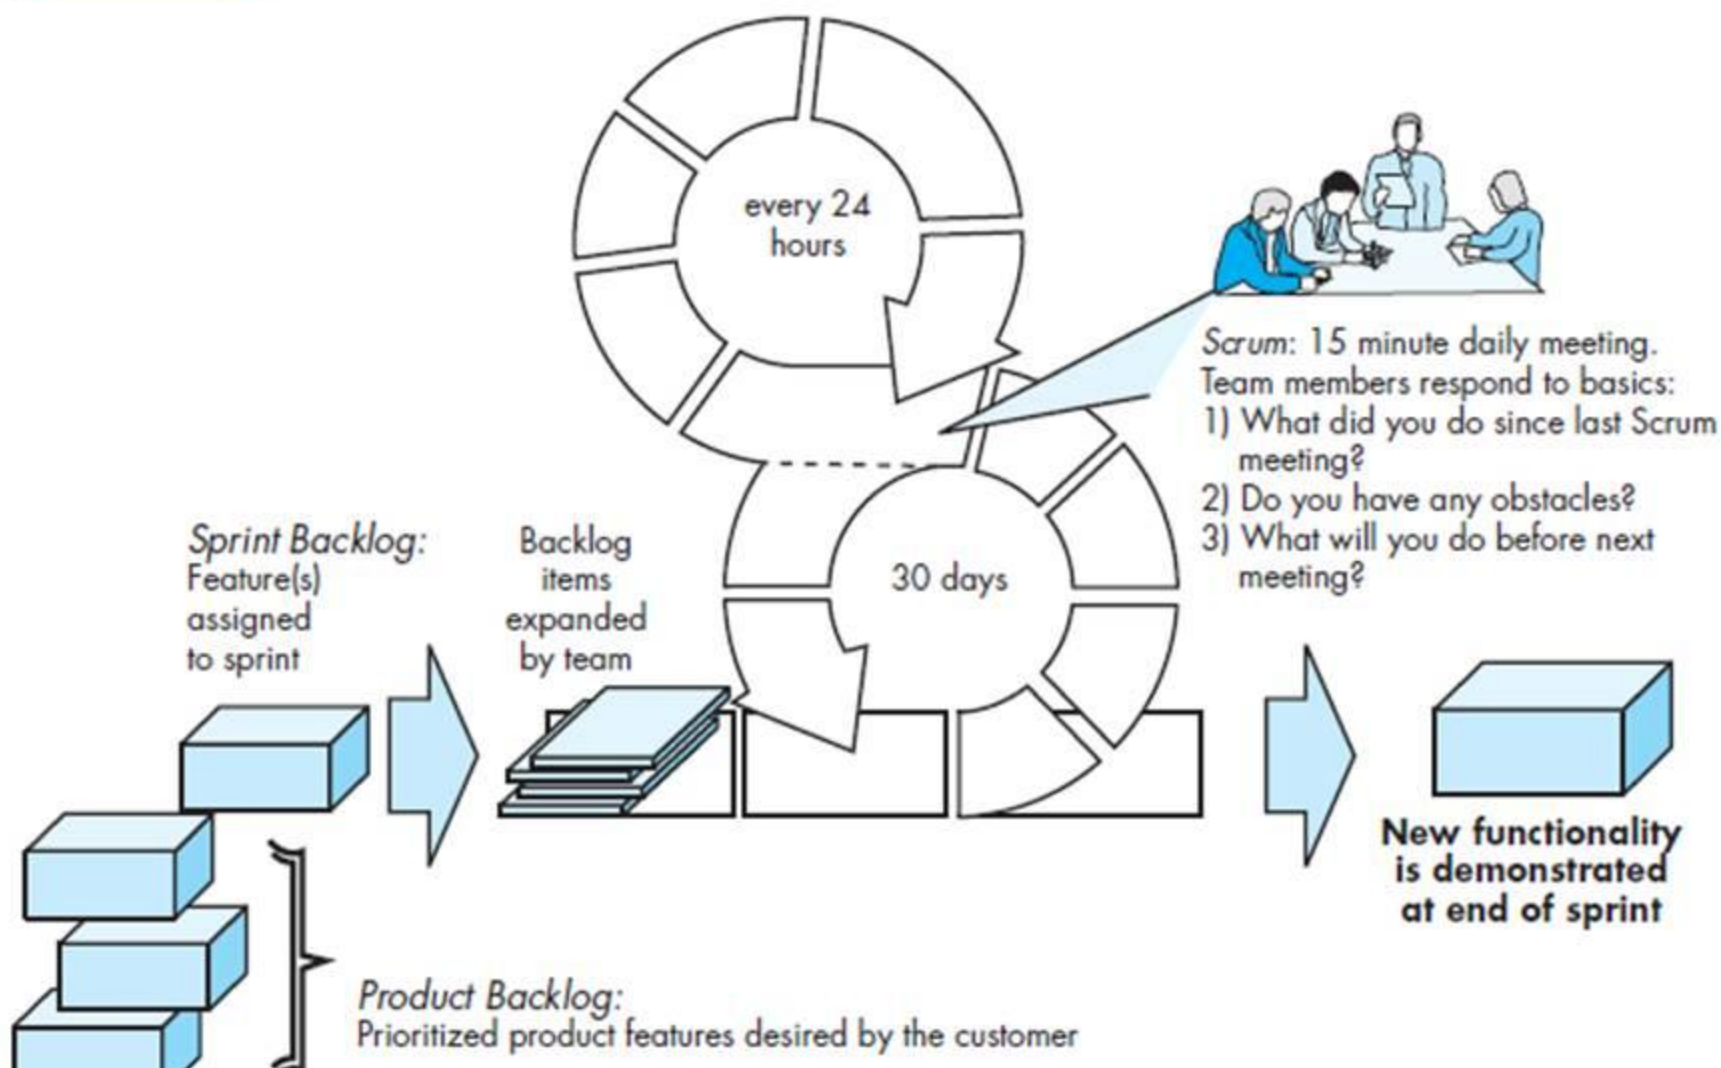 every 24
hours
Scrum: 15 minute daily meeting.
Team members respond to basics:
1) What did you do since last Scrum
meeting?
2) Do you have any obstacles?
3) What will you do before next
meeting?
Sprint Backlog:
Feature(s)
assigned
to sprint
Backlog
items
expanded
by team
30 days
New functionality
is demonstrated
at end of sprint
Product Backlog:
Prioritized product features desired by the customer